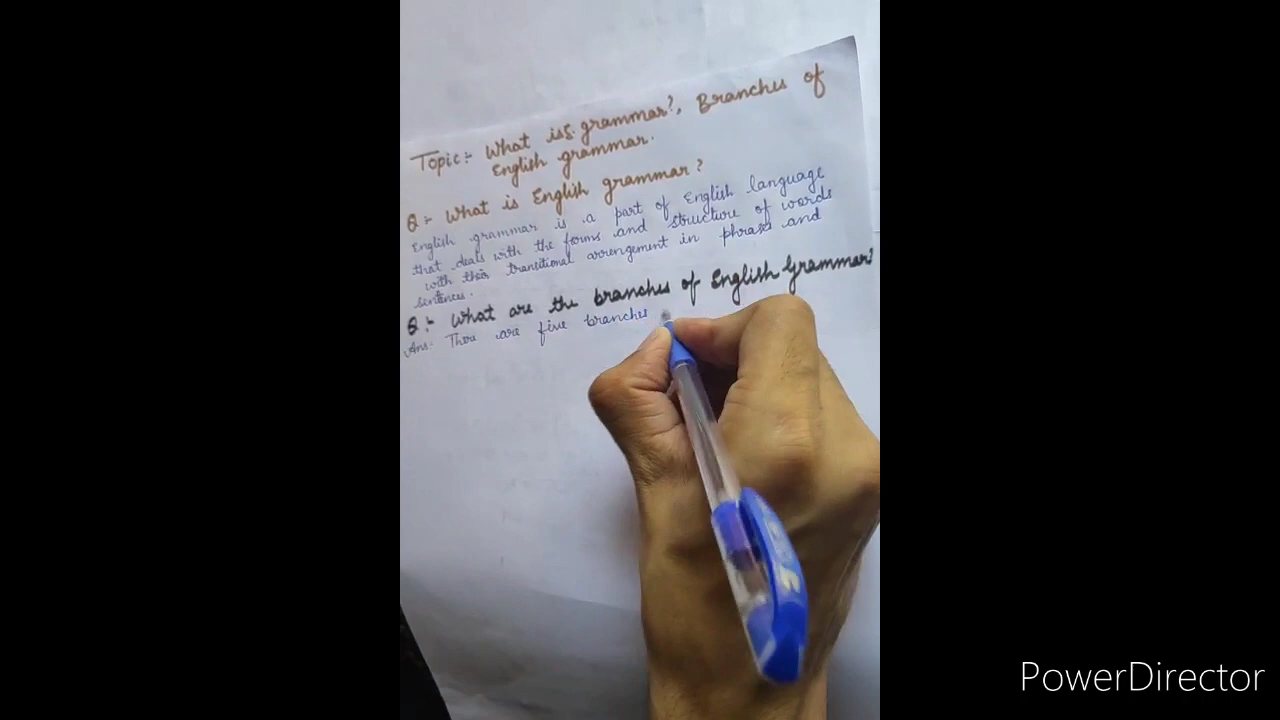 Topic:- What is grammar?, Branches of
English grammar.
Q:- What is English grammar?
English grammar is a part of English language
that deals with the forms and structure of words
with their transitional arrengement in phrases and
sentences.
Q:- What are the branches of English Grammar?
Ans. There are five branches
PowerDirector